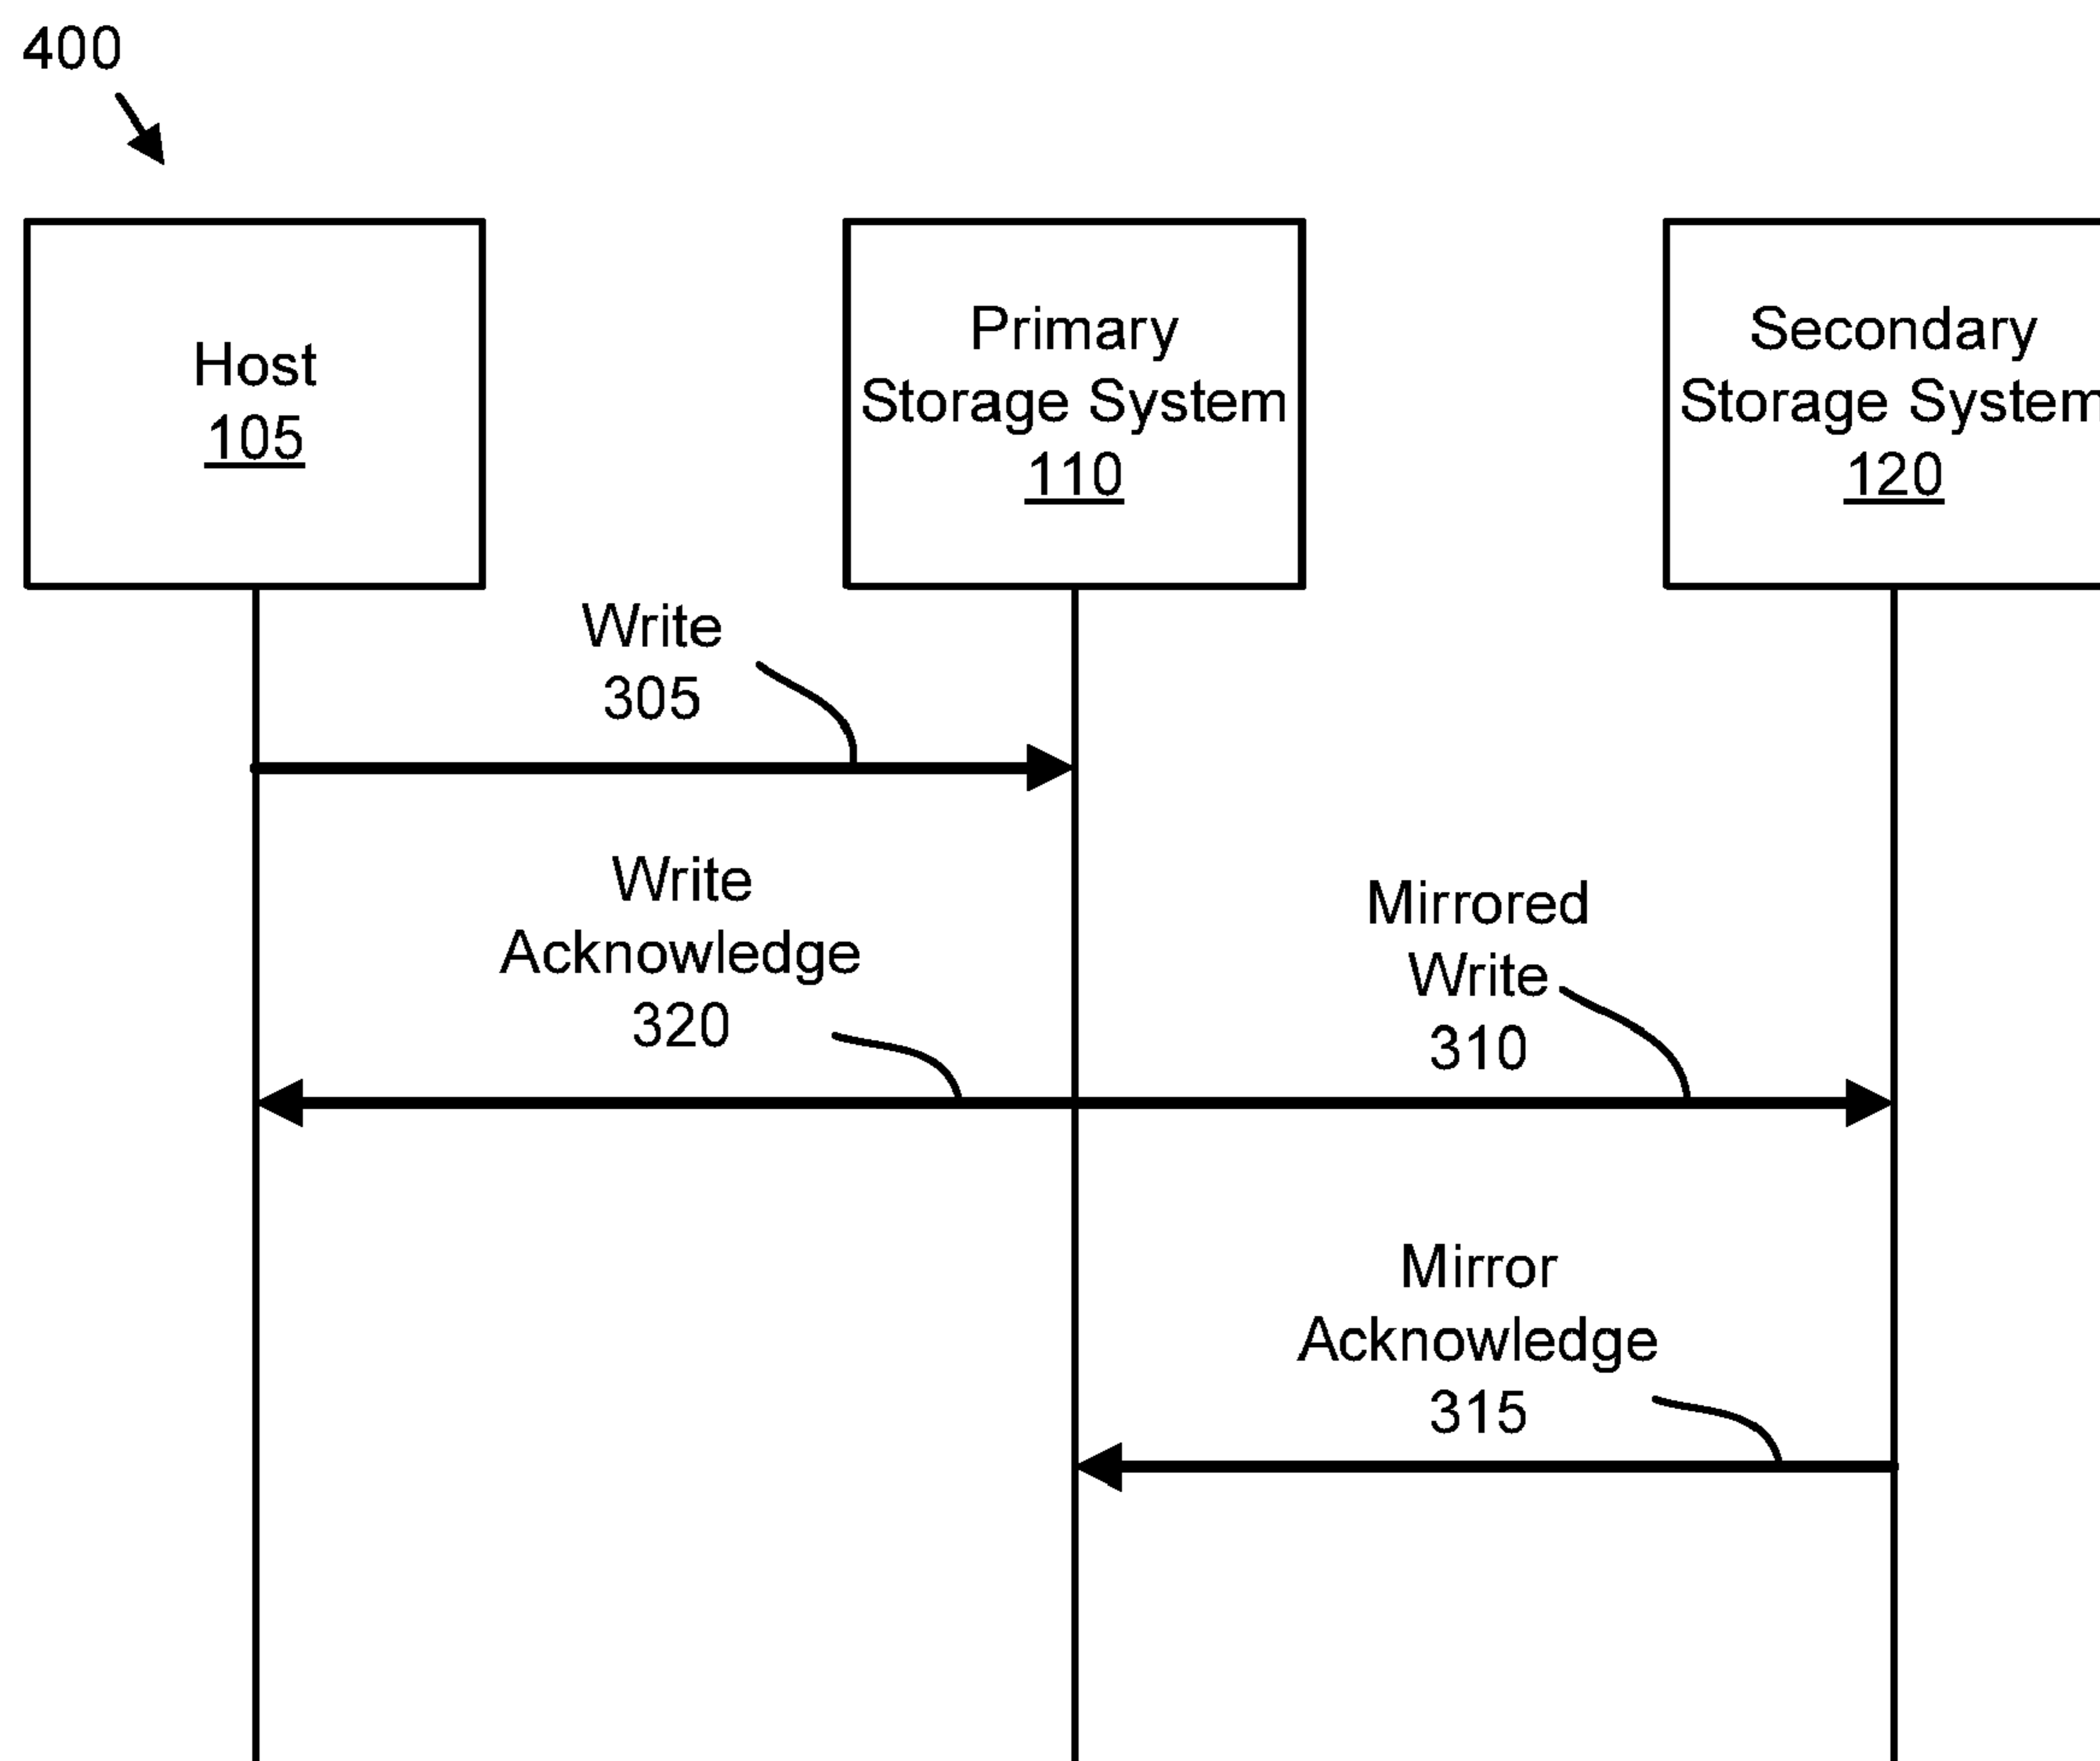 400
Host
105
Primary
Storage System
110
Secondary
Storage System
120
Write
305
Write
Acknowledge
320
Mirrored
Write
310
Mirror
Acknowledge
315